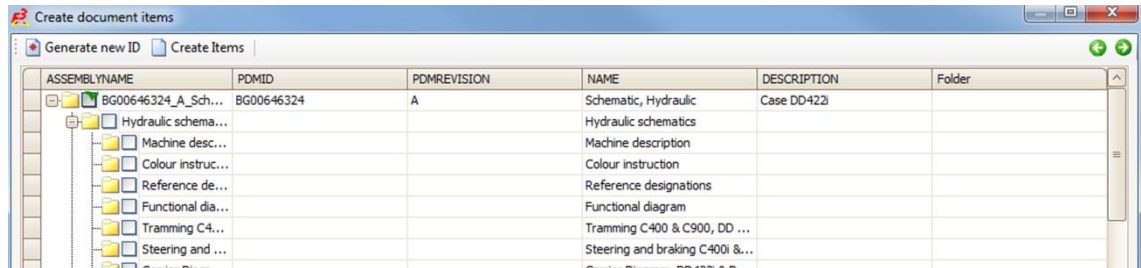 Create document items
Generate new ID Create Items
ASSEMBLYNAME PDMID PDMREVISION NAME DESCRIPTION Folder
BG00646324_A_Sch... BG00646324 A Schematic, Hydraulic Case DD422i
Hydraulic schema... Hydraulic schematics
Machine desc... Machine description
Colour instruc... Colour instruction
Reference de... Reference designations
Functional dia... Functional diagram
Tramming C4... Tramming C400 & C900, DD ...
Steering and ... Steering and braking C400i &...